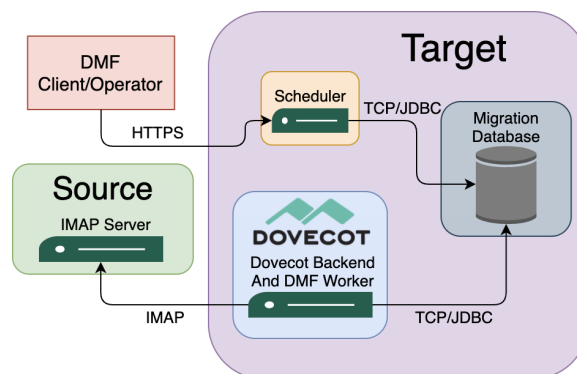 Target
DMF
Client/Operator
Scheduler
TCP/JDBC
Migration
Database
HTTPS
Source
IMAP Server
DOVECOT
Dovecot Backend
And DMF Worker
IMAP
TCP/JDBC